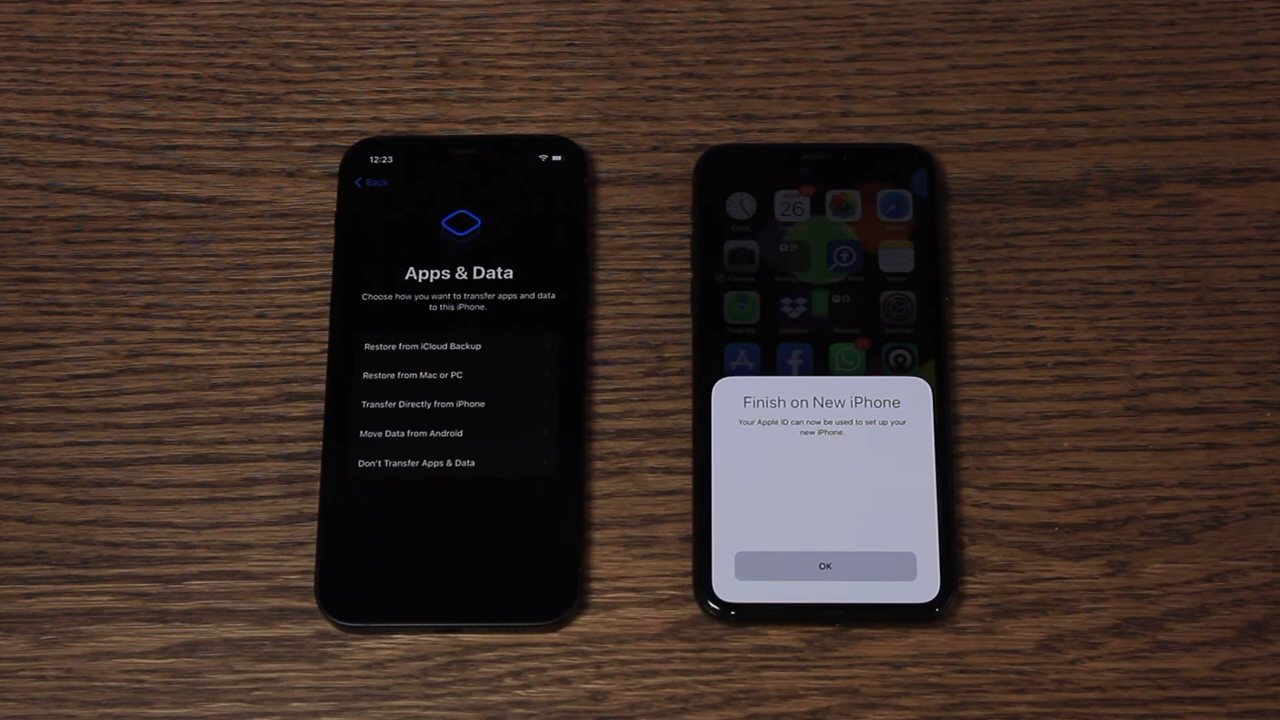 12:23
Back
Apps & Data
Choose how you want to transfer apps and data
to this iPhone.
Restore from iCloud Backup
Restore from Mac or PC
Transfer Directly from iPhone
Move Data from Android
Don't Transfer Apps & Data
26
Finish on New iPhone
Your Apple ID can now be used to set up your
new iPhone.
OK